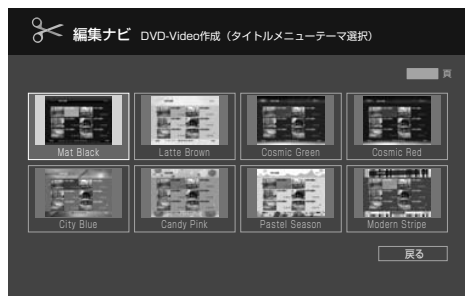 編集ナビ DVD-Video作成（タイトルメニューテーマ選択）
頁
Mat Black Latte Brown Cosmic Green Cosmic Red
City Blue Candy Pink Pastel Season Modern Stripe
戻る